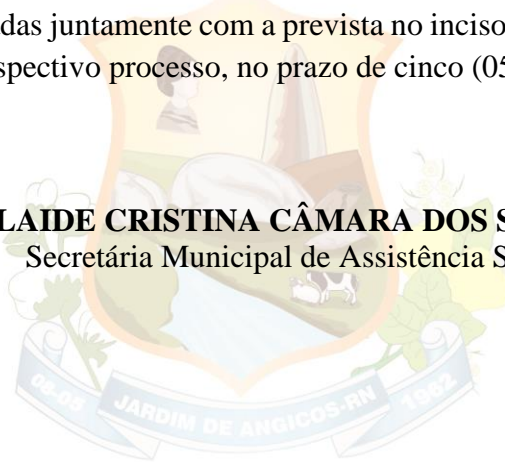 das juntamente com a prevista no inciso
spectivo processo, no prazo de cinco (05
LAIDE CRISTINA CÂMARA DOS S
Secretária Municipal de Assistência S
08-05 JARDIM DE ANGICOS-RN 1962